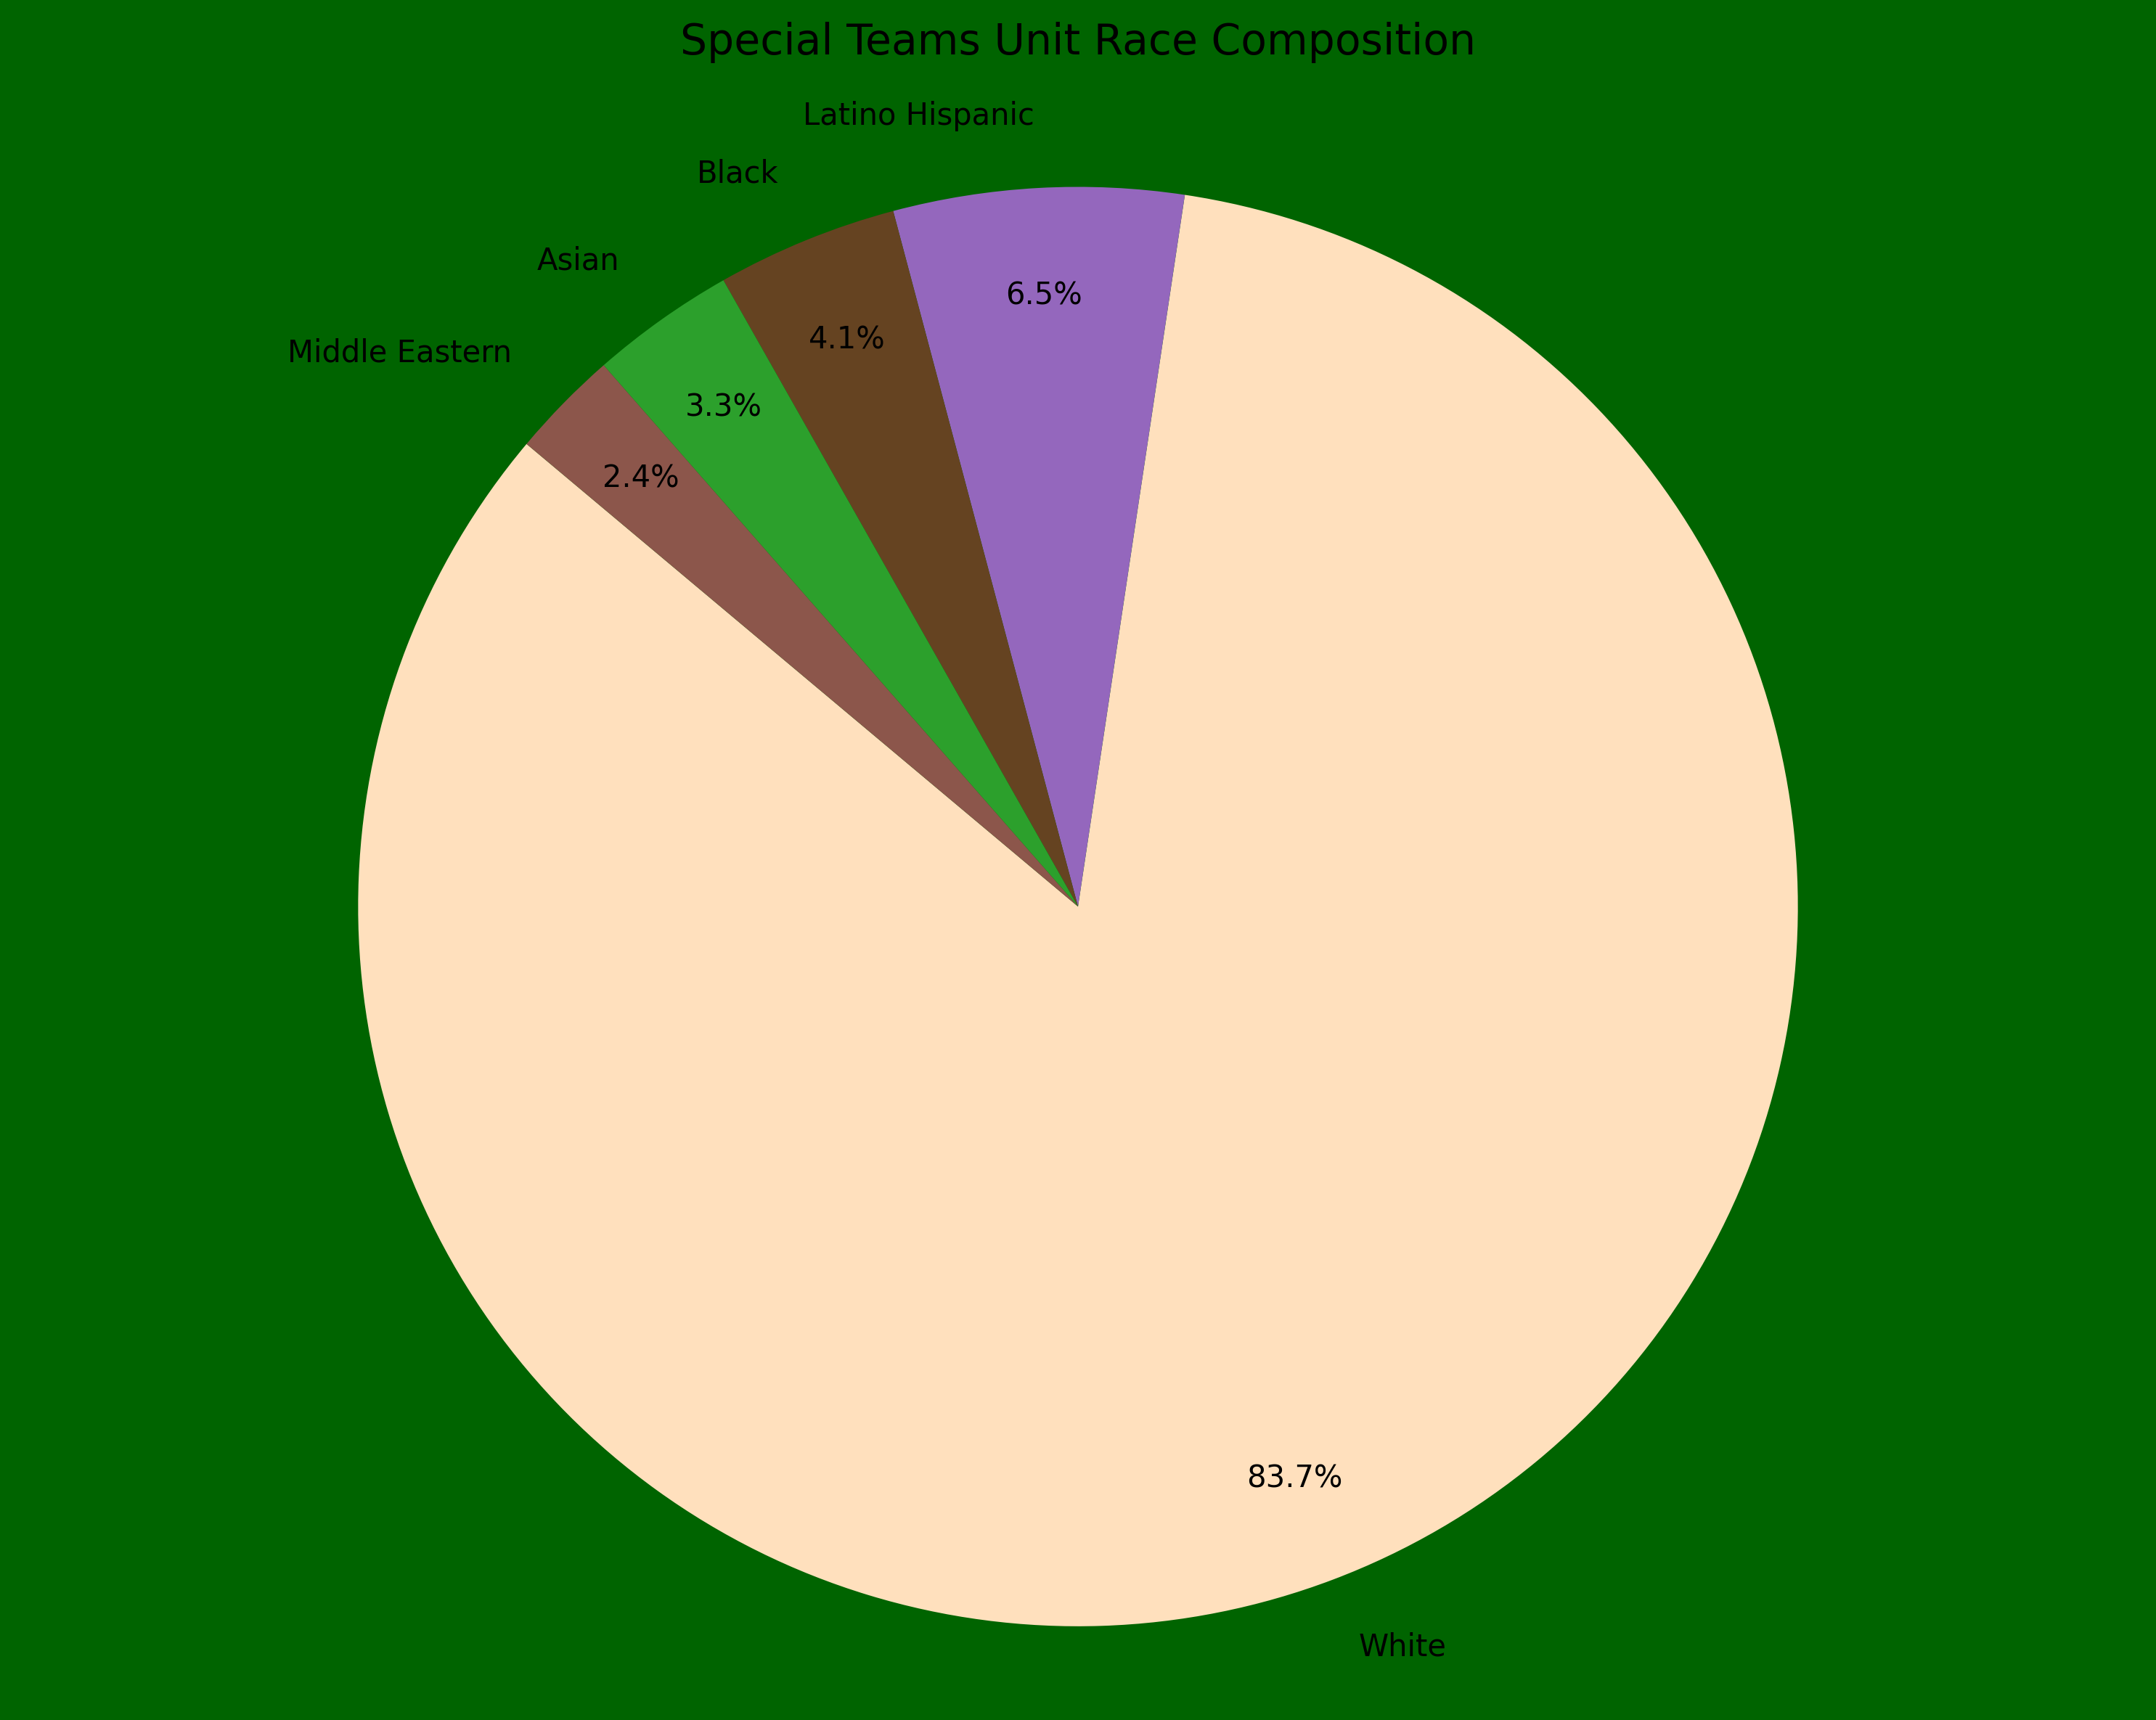 Special Teams Unit Race Composition
Latino Hispanic
Black
Asian
Middle Eastern
6.5%
4.1%
3.3%
2.4%
83.7%
White